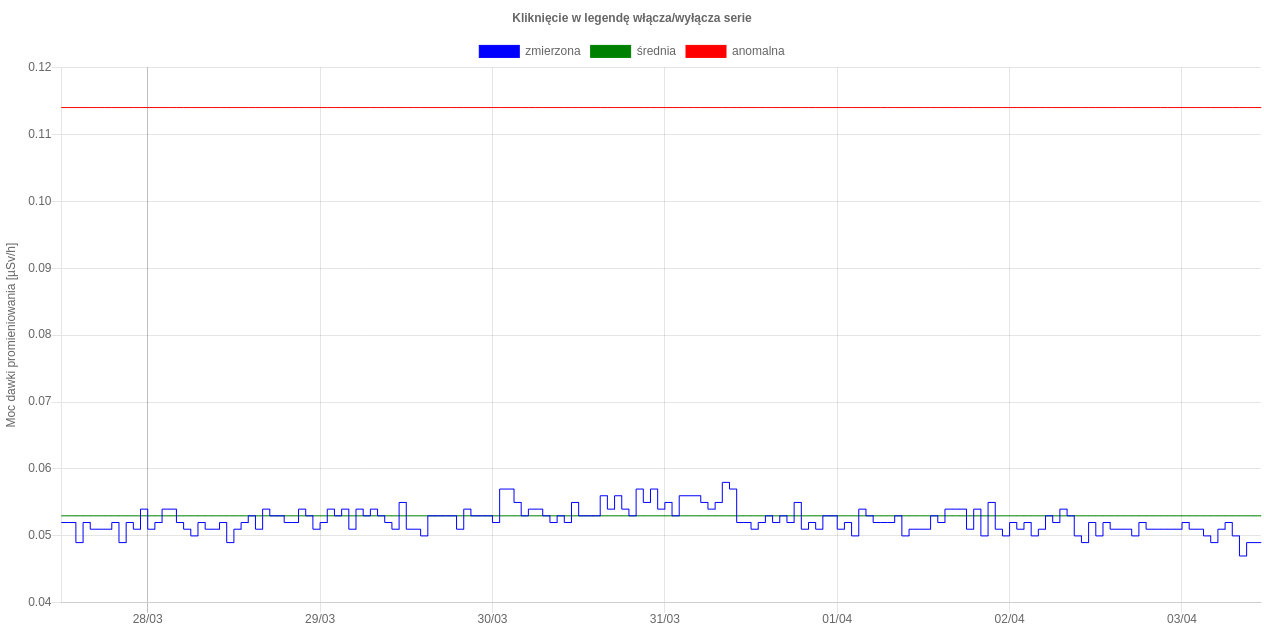 Kliknięcie w legendę włącza/wyłącza serie
zmierzona średnia anomalna
Moc dawki promieniowania [µSv/h]
0.12
0.11
0.10
0.09
0.08
0.07
0.06
0.05
0.04
28/03 29/03 30/03 31/03 01/04 02/04 03/04